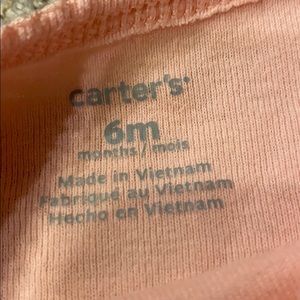 carter's
6m
months/mois
Made in Vietnam
Fabriqué au Vietnam
Hecho en Vietnam